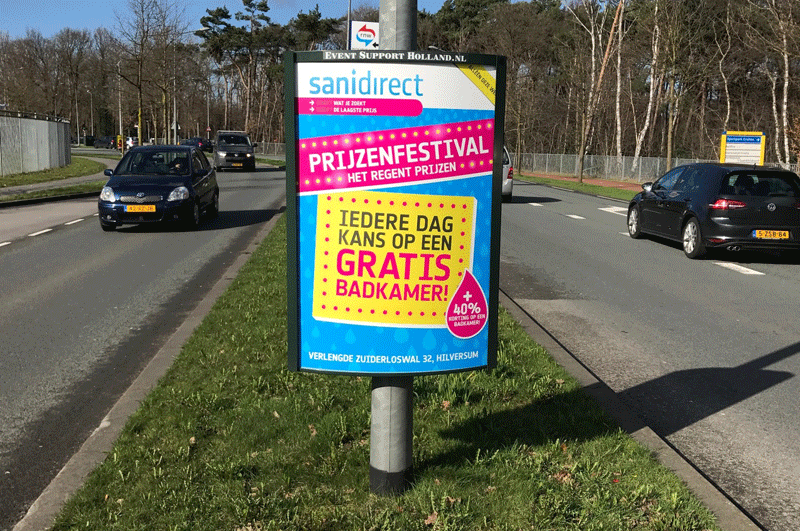 Event Support Holland.nl
sanidirect
WAT JE ZOEKT
DE LAAGSTE PRIJS
PRIJZENFESTIVAL
HET REGENT PRIJZEN
IEDERE DAG
KANS OP EEN
GRATIS
BADKAMER!
+
40%
KORTING OP EEN
BADKAMER!
VERLENGDE ZUIDERLOSWAL 32, HILVERSUM